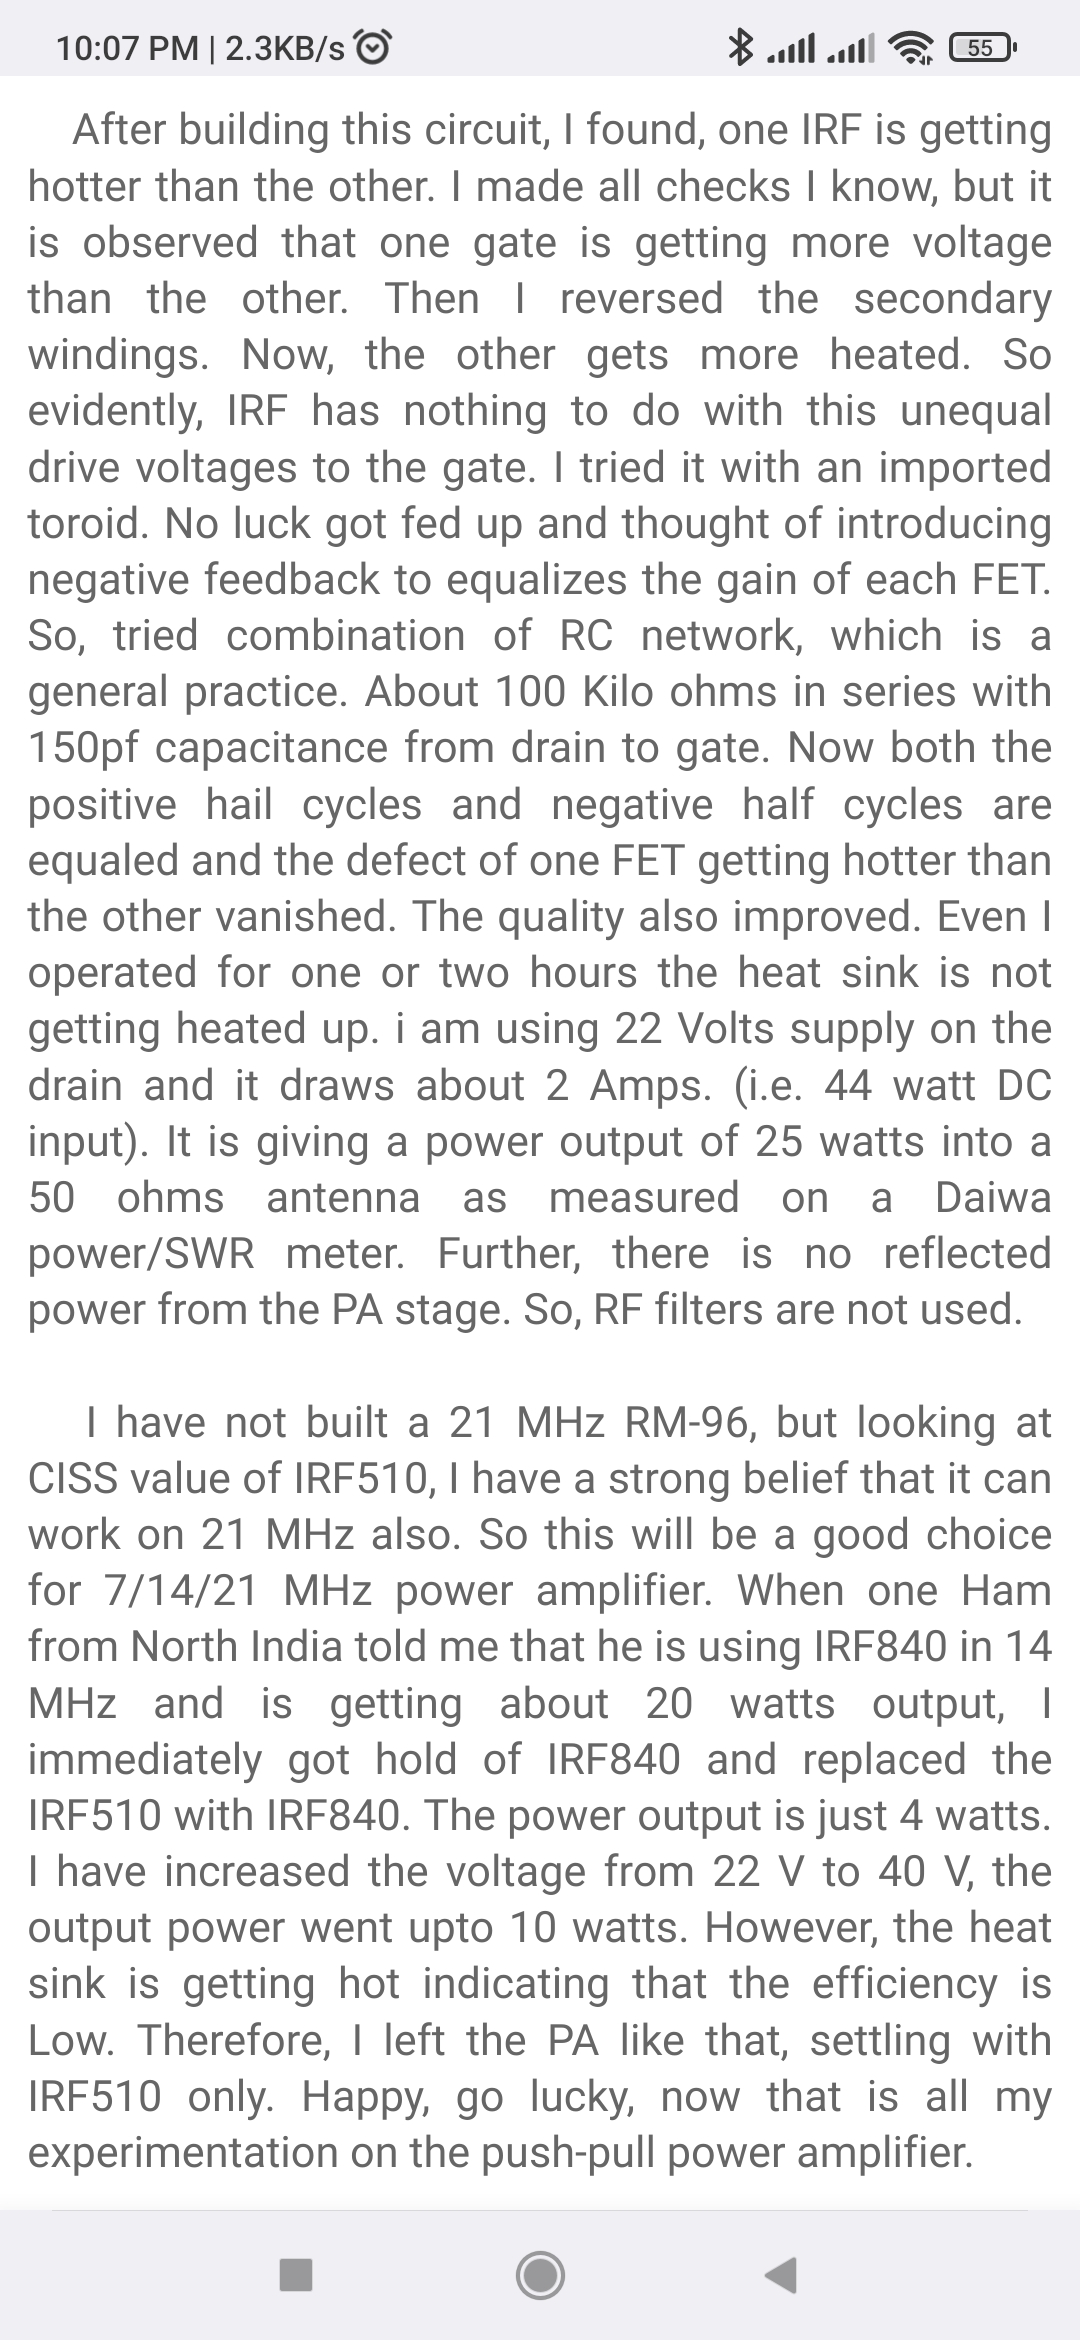 10:07 PM | 2.3KB/s
55
After building this circuit, I found, one IRF is getting
hotter than the other. I made all checks I know, but it
is observed that one gate is getting more voltage
than the other. Then I reversed the secondary
windings. Now, the other gets more heated. So
evidently, IRF has nothing to do with this unequal
drive voltages to the gate. I tried it with an imported
toroid. No luck got fed up and thought of introducing
negative feedback to equalizes the gain of each FET.
So, tried combination of RC network, which is a
general practice. About 100 Kilo ohms in series with
150pf capacitance from drain to gate. Now both the
positive hail cycles and negative half cycles are
equaled and the defect of one FET getting hotter than
the other vanished. The quality also improved. Even I
operated for one or two hours the heat sink is not
getting heated up. i am using 22 Volts supply on the
drain and it draws about 2 Amps. (i.e. 44 watt DC
input). It is giving a power output of 25 watts into a
50 ohms antenna as measured on a Daiwa
power/SWR meter. Further, there is no reflected
power from the PA stage. So, RF filters are not used.
I have not built a 21 MHz RM-96, but looking at
CISS value of IRF510, I have a strong belief that it can
work on 21 MHz also. So this will be a good choice
for 7/14/21 MHz power amplifier. When one Ham
from North India told me that he is using IRF840 in 14
MHz and is getting about 20 watts output, I
immediately got hold of IRF840 and replaced the
IRF510 with IRF840. The power output is just 4 watts.
I have increased the voltage from 22 V to 40 V, the
output power went upto 10 watts. However, the heat
sink is getting hot indicating that the efficiency is
Low. Therefore, I left the PA like that, settling with
IRF510 only. Happy, go lucky, now that is all my
experimentation on the push-pull power amplifier.